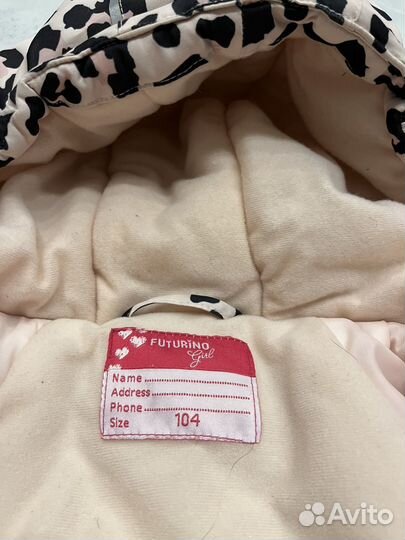 FUTURiNO
Girl
Name
Address
Phone
Size 104
Avito